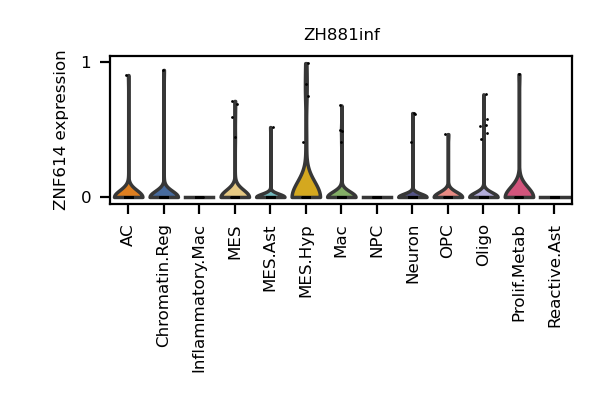 ZH881inf
ZNF614 expression
1
0
AC
Chromatin.Reg
Inflammatory.Mac
MES
MES.Ast
MES.Hyp
Mac
NPC
Neuron
OPC
Oligo
Prolif.Metab
Reactive.Ast